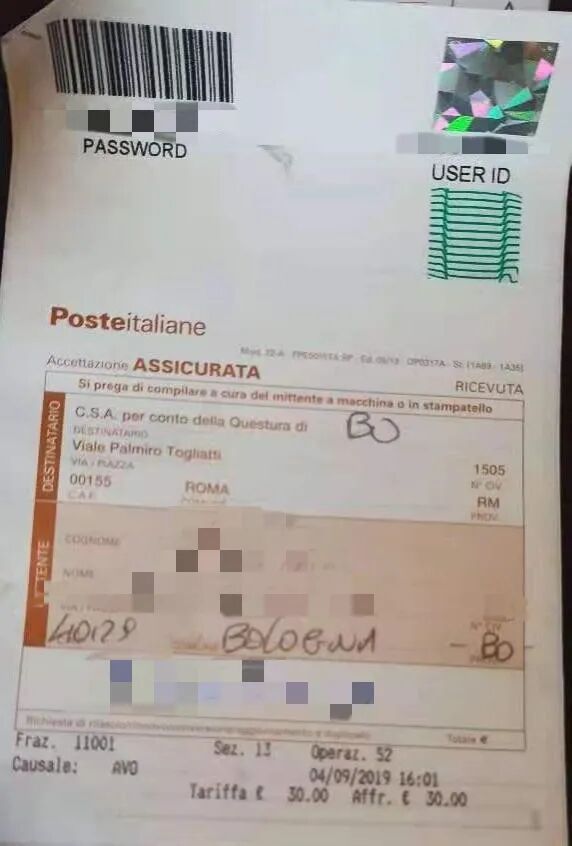 PASSWORD
USER ID
Posteitaliane
Accettazione ASSICURATA
RICEVUTA
Si prega di compilare a cura del mittente a macchina o in stampatello
DESTINATARIO
C.S.A. per conto della Questura di BO
DESTINATARIO
Viale Palmiro Togliatti 1505
VIA / PIAZZA N° CIV.
00155 ROMA RM
C.A.P. PROV.
COGNOME
NOME
N° CIV
40129 BOLOGNA - BO
Totale €
Fraz. 11001 Sez. 13 Operaz. 52
Causale: AVO 04/09/2019 16:01
Tariffa € 30.00 Affr. € 30.00